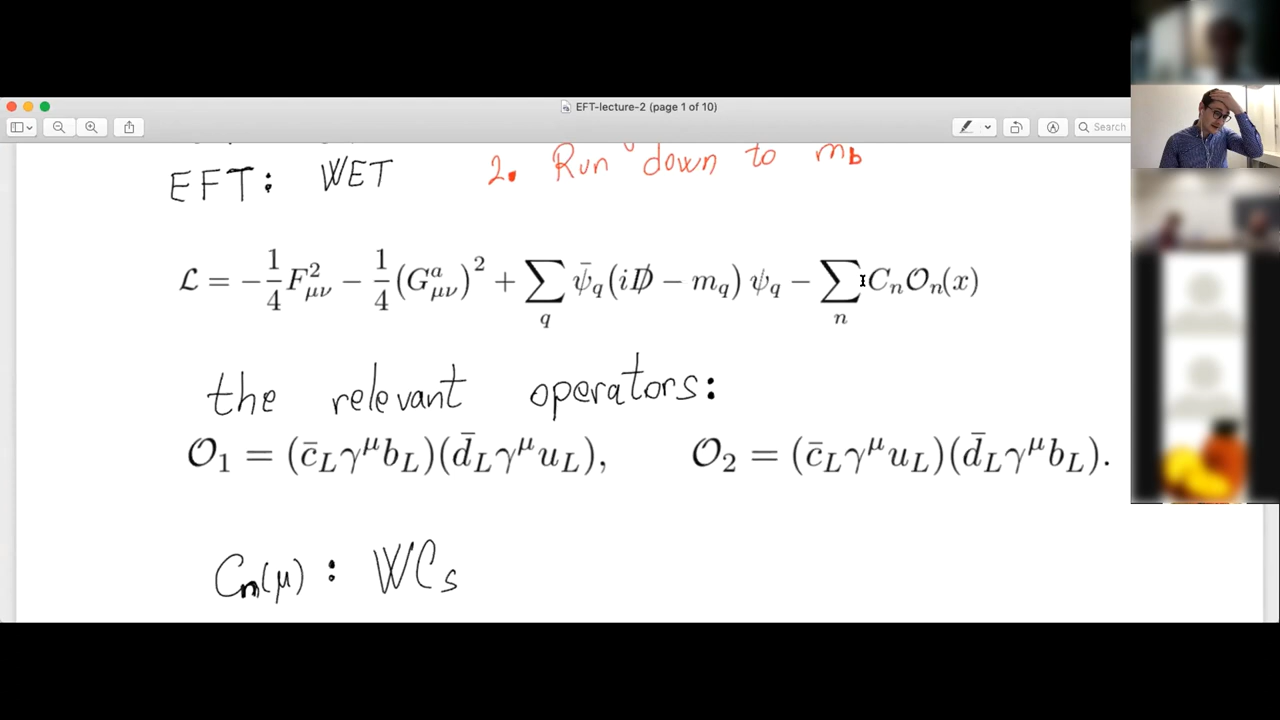 EFT-lecture-2 (page 1 of 10)
Search
EFT: WET 2. Run down to m_b
ℒ = −1/4 F²_μν − 1/4 (G^a_μν)² + ∑_q ψ̄_q (iD̸ − m_q) ψ_q − ∑_n C_n 𝒪_n(x)
the relevant operators:
𝒪_1 = (c̄_L γ^μ b_L)(d̄_L γ^μ u_L), 𝒪_2 = (c̄_L γ^μ u_L)(d̄_L γ^μ b_L).
C_n(μ) : WCs